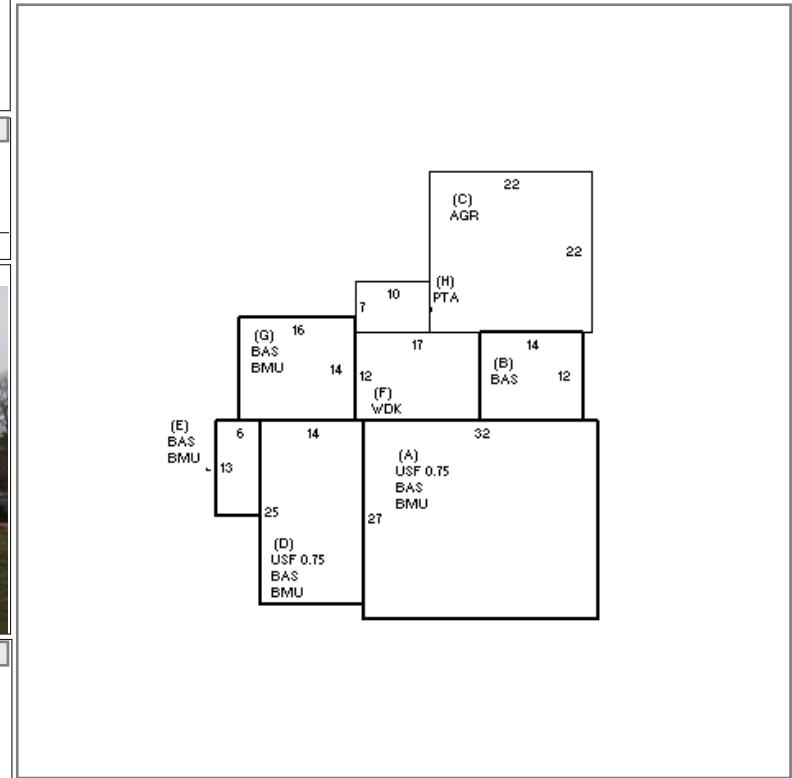 22
(C)
AGR
22
10
(H)
PTA
7
16
(G)
BAS
BMU
14
17
12
(F)
WDK
14
(B)
BAS
12
(E)
BAS
BMU
6
13
14
25
(D)
USF 0.75
BAS
BMU
32
(A)
USF 0.75
BAS
BMU
27